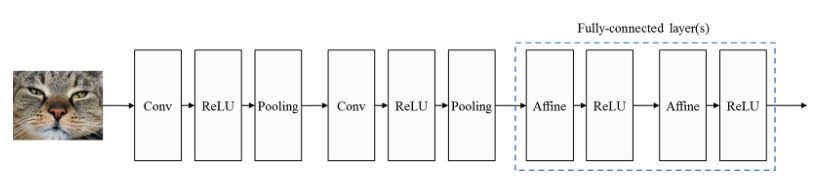 Fully-connected layer(s)
Conv ReLU Pooling Conv ReLU Pooling Affine ReLU Affine ReLU